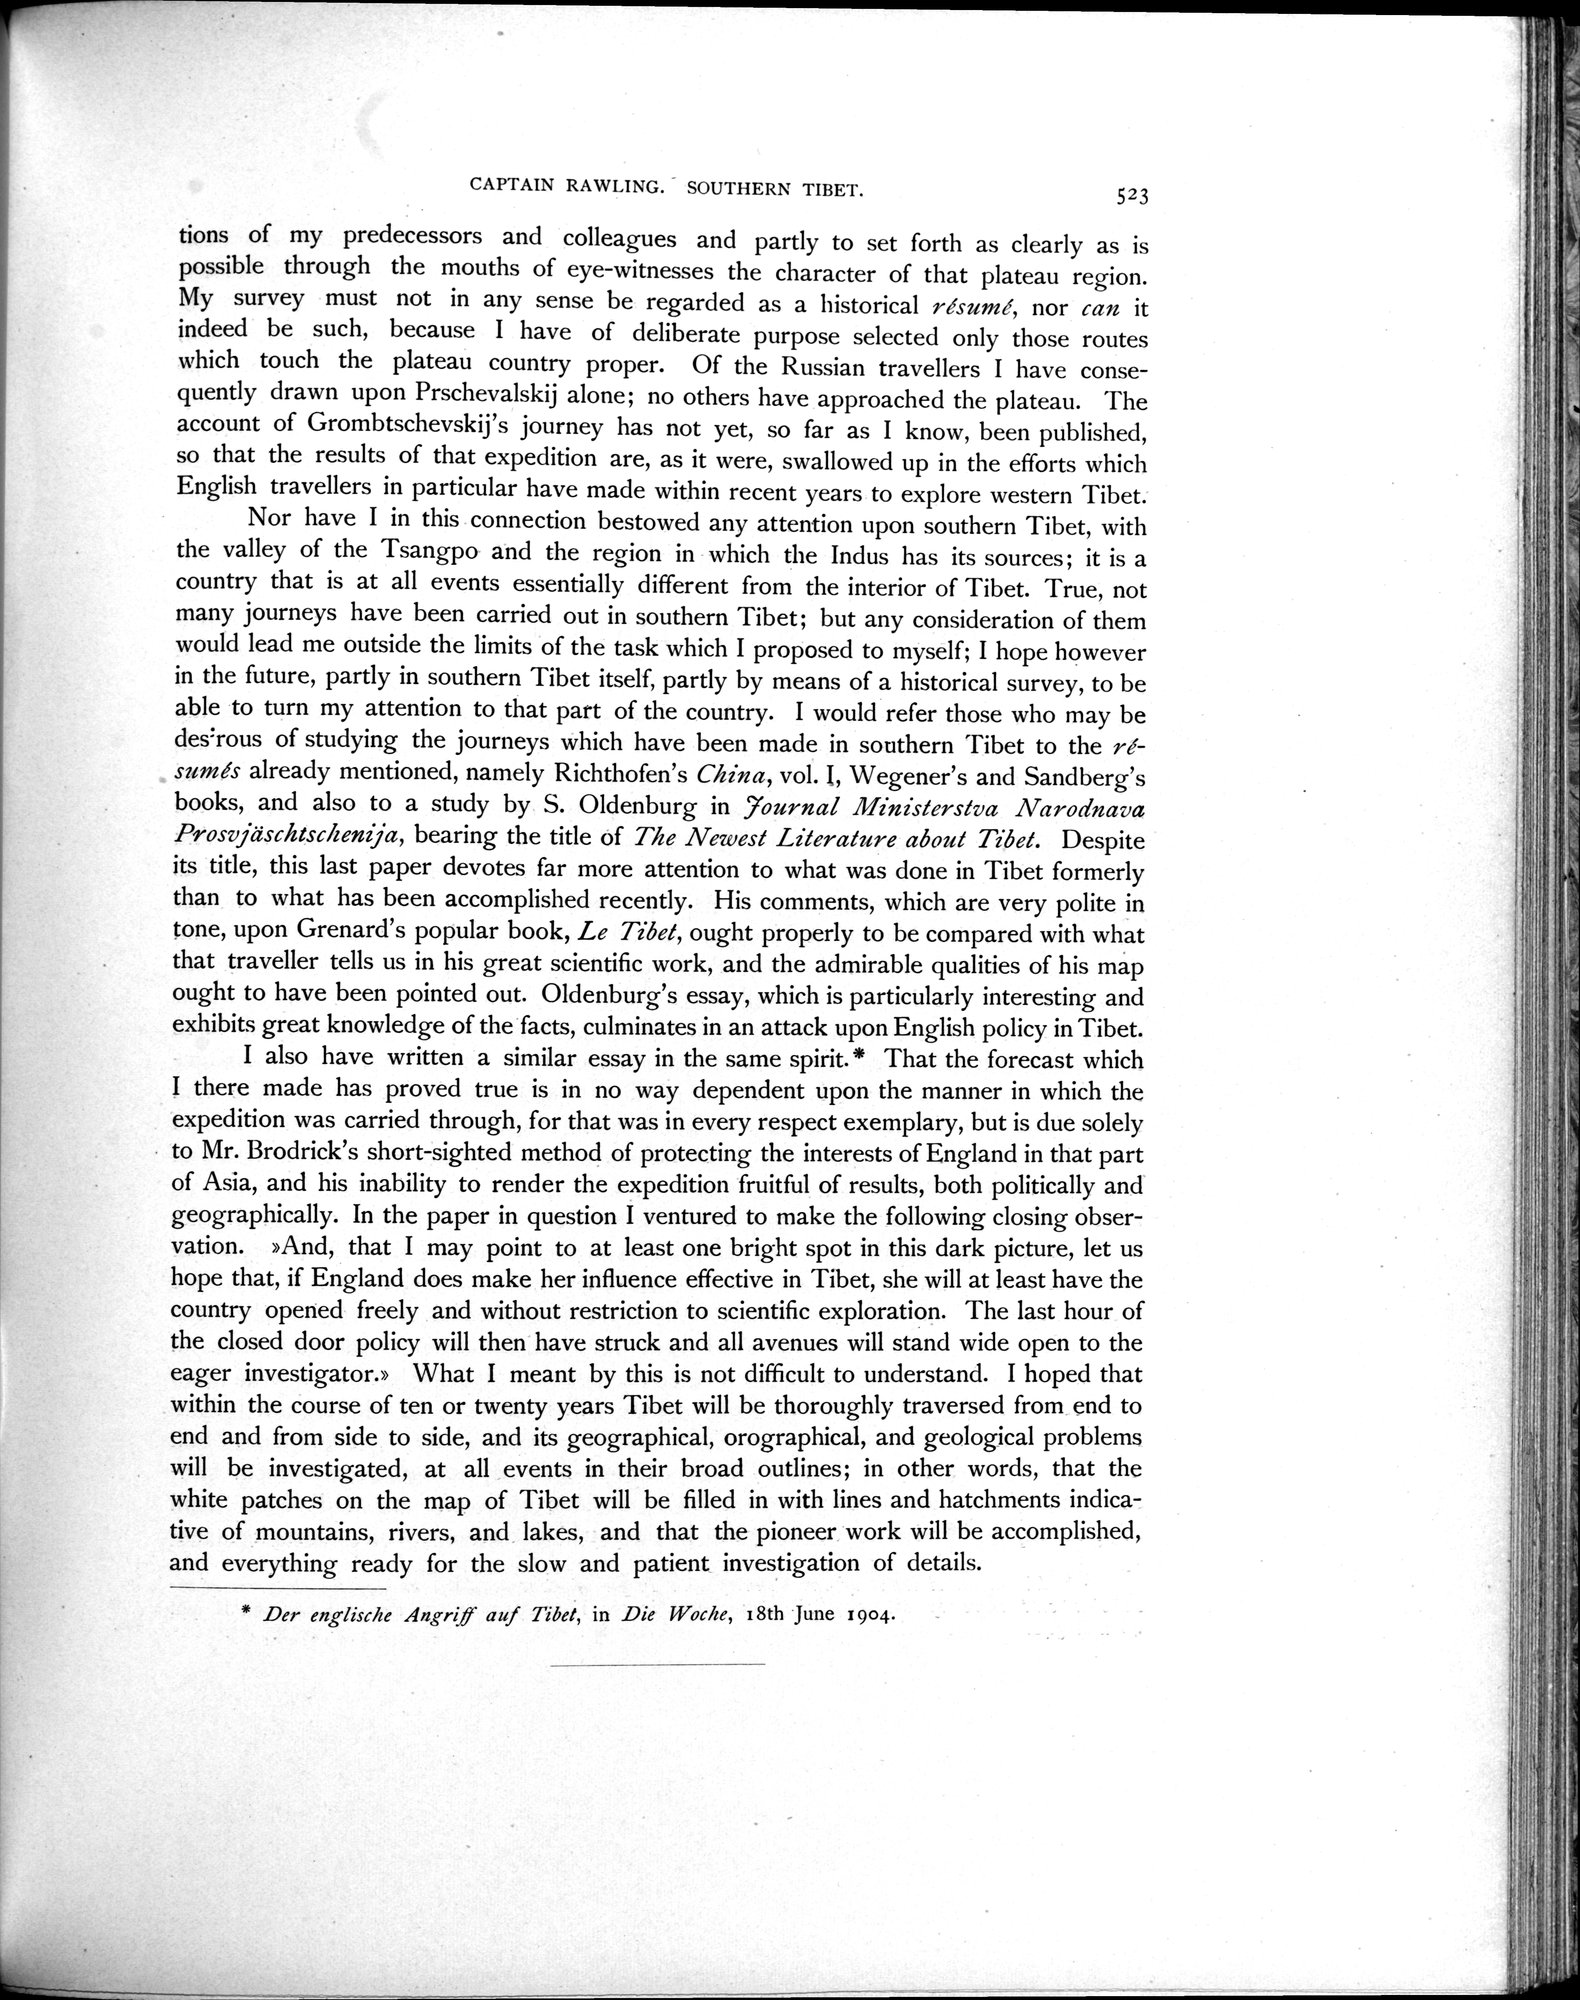 CAPTAIN RAWLING. SOUTHERN TIBET. 523
tions of my predecessors and colleagues and partly to set forth as clearly as is
possible through the mouths of eye-witnesses the character of that plateau region.
My survey must not in any sense be regarded as a historical résumé, nor can it
indeed be such, because I have of deliberate purpose selected only those routes
which touch the plateau country proper. Of the Russian travellers I have conse-
quently drawn upon Prschevalskij alone; no others have approached the plateau. The
account of Grombtschevskij's journey has not yet, so far as I know, been published,
so that the results of that expedition are, as it were, swallowed up in the efforts which
English travellers in particular have made within recent years to explore western Tibet.
Nor have I in this connection bestowed any attention upon southern Tibet, with
the valley of the Tsangpo and the region in which the Indus has its sources; it is a
country that is at all events essentially different from the interior of Tibet. True, not
many journeys have been carried out in southern Tibet; but any consideration of them
would lead me outside the limits of the task which I proposed to myself; I hope however
in the future, partly in southern Tibet itself, partly by means of a historical survey, to be
able to turn my attention to that part of the country. I would refer those who may be
desirous of studying the journeys which have been made in southern Tibet to the ré-
sumés already mentioned, namely Richthofen's China, vol. I, Wegener's and Sandberg's
books, and also to a study by S. Oldenburg in Journal Ministerstva Narodnava
Prosvjäschtschenija, bearing the title of The Newest Literature about Tibet. Despite
its title, this last paper devotes far more attention to what was done in Tibet formerly
than to what has been accomplished recently. His comments, which are very polite in
tone, upon Grenard's popular book, Le Tibet, ought properly to be compared with what
that traveller tells us in his great scientific work, and the admirable qualities of his map
ought to have been pointed out. Oldenburg's essay, which is particularly interesting and
exhibits great knowledge of the facts, culminates in an attack upon English policy in Tibet.
I also have written a similar essay in the same spirit.* That the forecast which
I there made has proved true is in no way dependent upon the manner in which the
expedition was carried through, for that was in every respect exemplary, but is due solely
to Mr. Brodrick's short-sighted method of protecting the interests of England in that part
of Asia, and his inability to render the expedition fruitful of results, both politically and
geographically. In the paper in question I ventured to make the following closing obser-
vation. »And, that I may point to at least one bright spot in this dark picture, let us
hope that, if England does make her influence effective in Tibet, she will at least have the
country opened freely and without restriction to scientific exploration. The last hour of
the closed door policy will then have struck and all avenues will stand wide open to the
eager investigator.» What I meant by this is not difficult to understand. I hoped that
within the course of ten or twenty years Tibet will be thoroughly traversed from end to
end and from side to side, and its geographical, orographical, and geological problems
will be investigated, at all events in their broad outlines; in other words, that the
white patches on the map of Tibet will be filled in with lines and hatchments indica-
tive of mountains, rivers, and lakes, and that the pioneer work will be accomplished,
and everything ready for the slow and patient investigation of details.
* Der englische Angriff auf Tibet, in Die Woche, 18th June 1904.